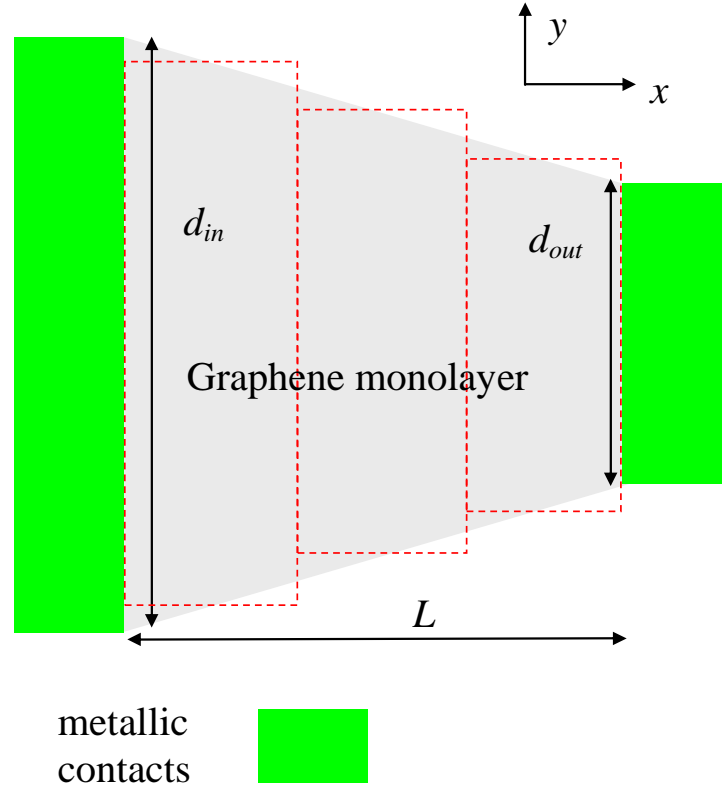 y
x
d_in
d_out
Graphene monolayer
L
metallic
contacts